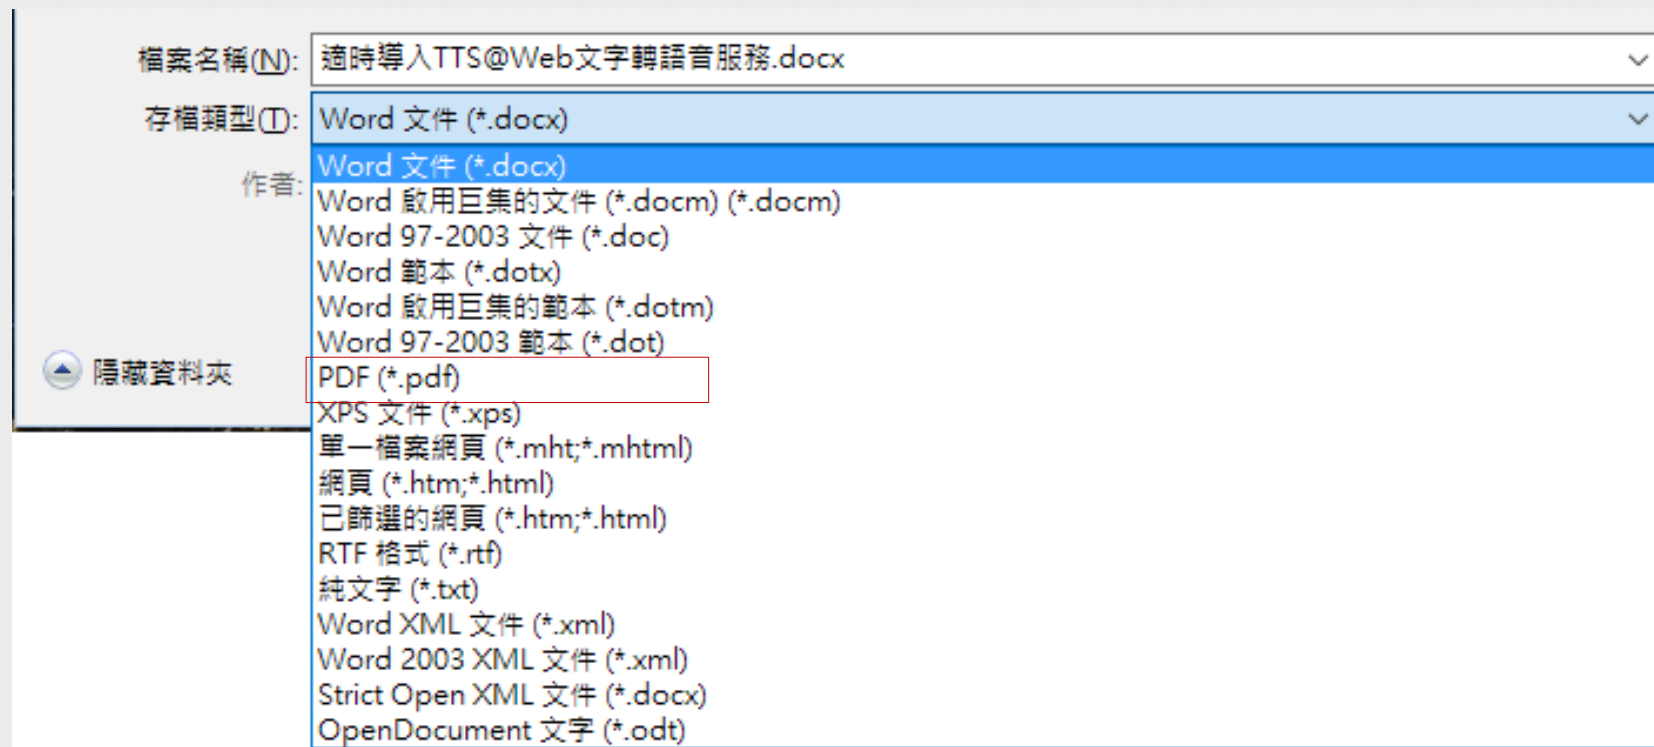 檔案名稱(N): 適時導入TTS@Web文字轉語音服務.docx
存檔類型(T): Word 文件 (*.docx)
作者:
Word 文件 (*.docx)
Word 啟用巨集的文件 (*.docm) (*.docm)
Word 97-2003 文件 (*.doc)
Word 範本 (*.dotx)
Word 啟用巨集的範本 (*.dotm)
Word 97-2003 範本 (*.dot)
隱藏資料夾
PDF (*.pdf)
XPS 文件 (*.xps)
單一檔案網頁 (*.mht;*.mhtml)
網頁 (*.htm;*.html)
已篩選的網頁 (*.htm;*.html)
RTF 格式 (*.rtf)
純文字 (*.txt)
Word XML 文件 (*.xml)
Word 2003 XML 文件 (*.xml)
Strict Open XML 文件 (*.docx)
OpenDocument 文字 (*.odt)